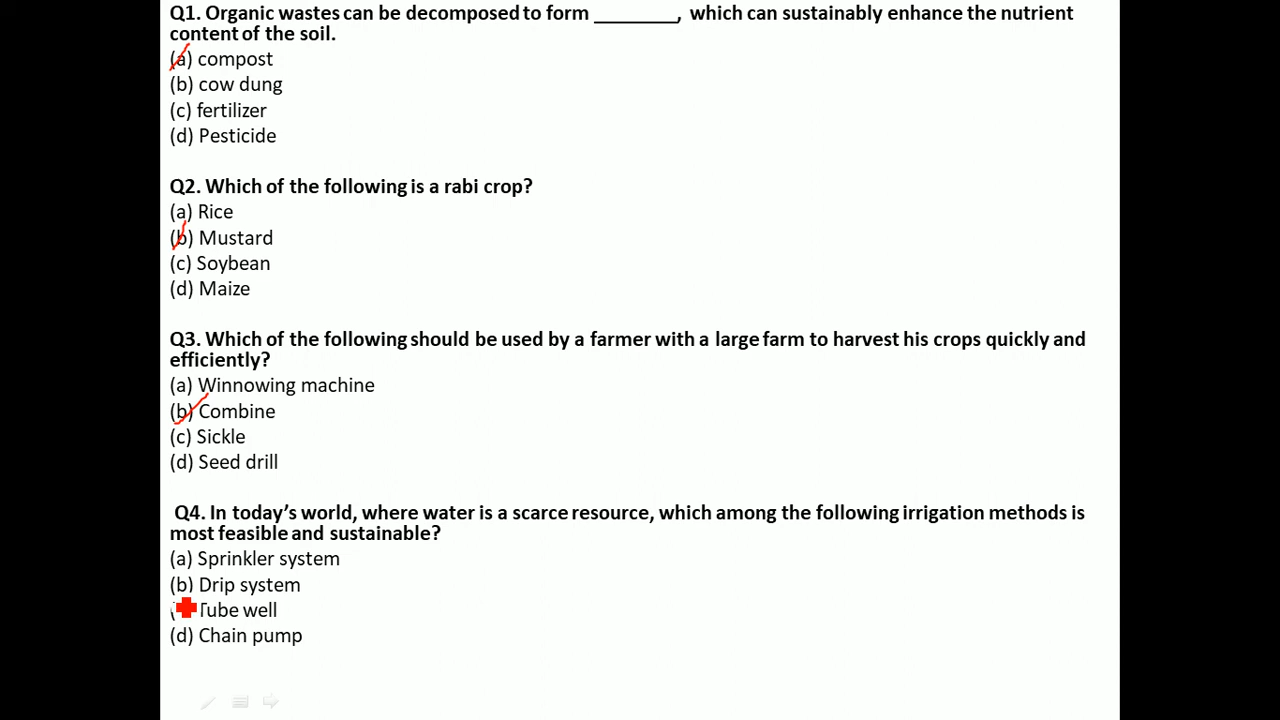 Q1. Organic wastes can be decomposed to form ________, which can sustainably enhance the nutrient
content of the soil.
(a) compost
(b) cow dung
(c) fertilizer
(d) Pesticide
Q2. Which of the following is a rabi crop?
(a) Rice
(b) Mustard
(c) Soybean
(d) Maize
Q3. Which of the following should be used by a farmer with a large farm to harvest his crops quickly and
efficiently?
(a) Winnowing machine
(b) Combine
(c) Sickle
(d) Seed drill
Q4. In today’s world, where water is a scarce resource, which among the following irrigation methods is
most feasible and sustainable?
(a) Sprinkler system
(b) Drip system
( Tube well
(d) Chain pump